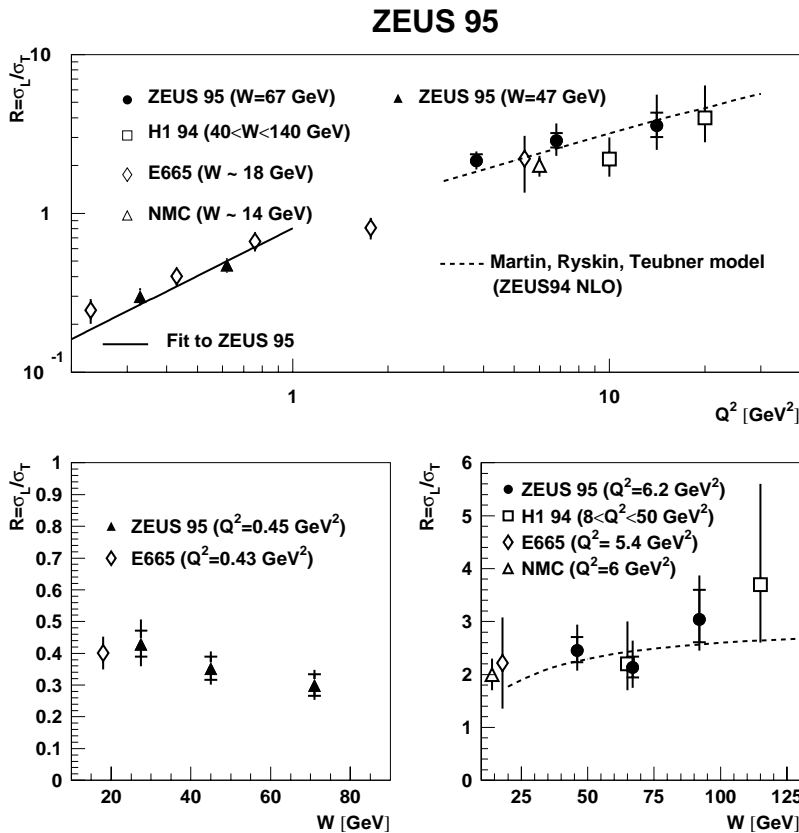 ZEUS 95
R=σL/σT
10
1
10⁻¹
ZEUS 95 (W=67 GeV)
ZEUS 95 (W=47 GeV)
H1 94 (40<W<140 GeV)
E665 (W ~ 18 GeV)
NMC (W ~ 14 GeV)
Martin, Ryskin, Teubner model
(ZEUS94 NLO)
Fit to ZEUS 95
1 10
Q² [GeV²]
R=σL/σT
1
0.9
0.8
0.7
0.6
0.5
0.4
0.3
0.2
0.1
0
ZEUS 95 (Q²=0.45 GeV²)
E665 (Q²=0.43 GeV²)
20 40 60 80
W [GeV]
R=σL/σT
6
5
4
3
2
1
0
ZEUS 95 (Q²=6.2 GeV²)
H1 94 (8<Q²<50 GeV²)
E665 (Q²= 5.4 GeV²)
NMC (Q²=6 GeV²)
25 50 75 100 125
W [GeV]